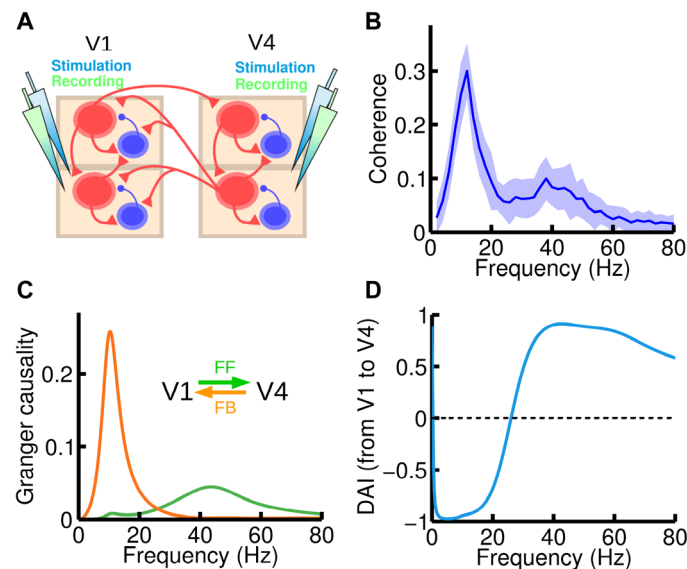 A
V1
V4
Stimulation
Recording
Stimulation
Recording
B
Coherence
0.3
0.2
0.1
0
0
20
40
60
80
Frequency (Hz)
C
Granger causality
0.2
0.1
0
FF
V1
V4
FB
0
20
40
60
80
Frequency (Hz)
D
DAI (from V1 to V4)
1
0.5
0
−0.5
−1
0
20
40
60
80
Frequency (Hz)